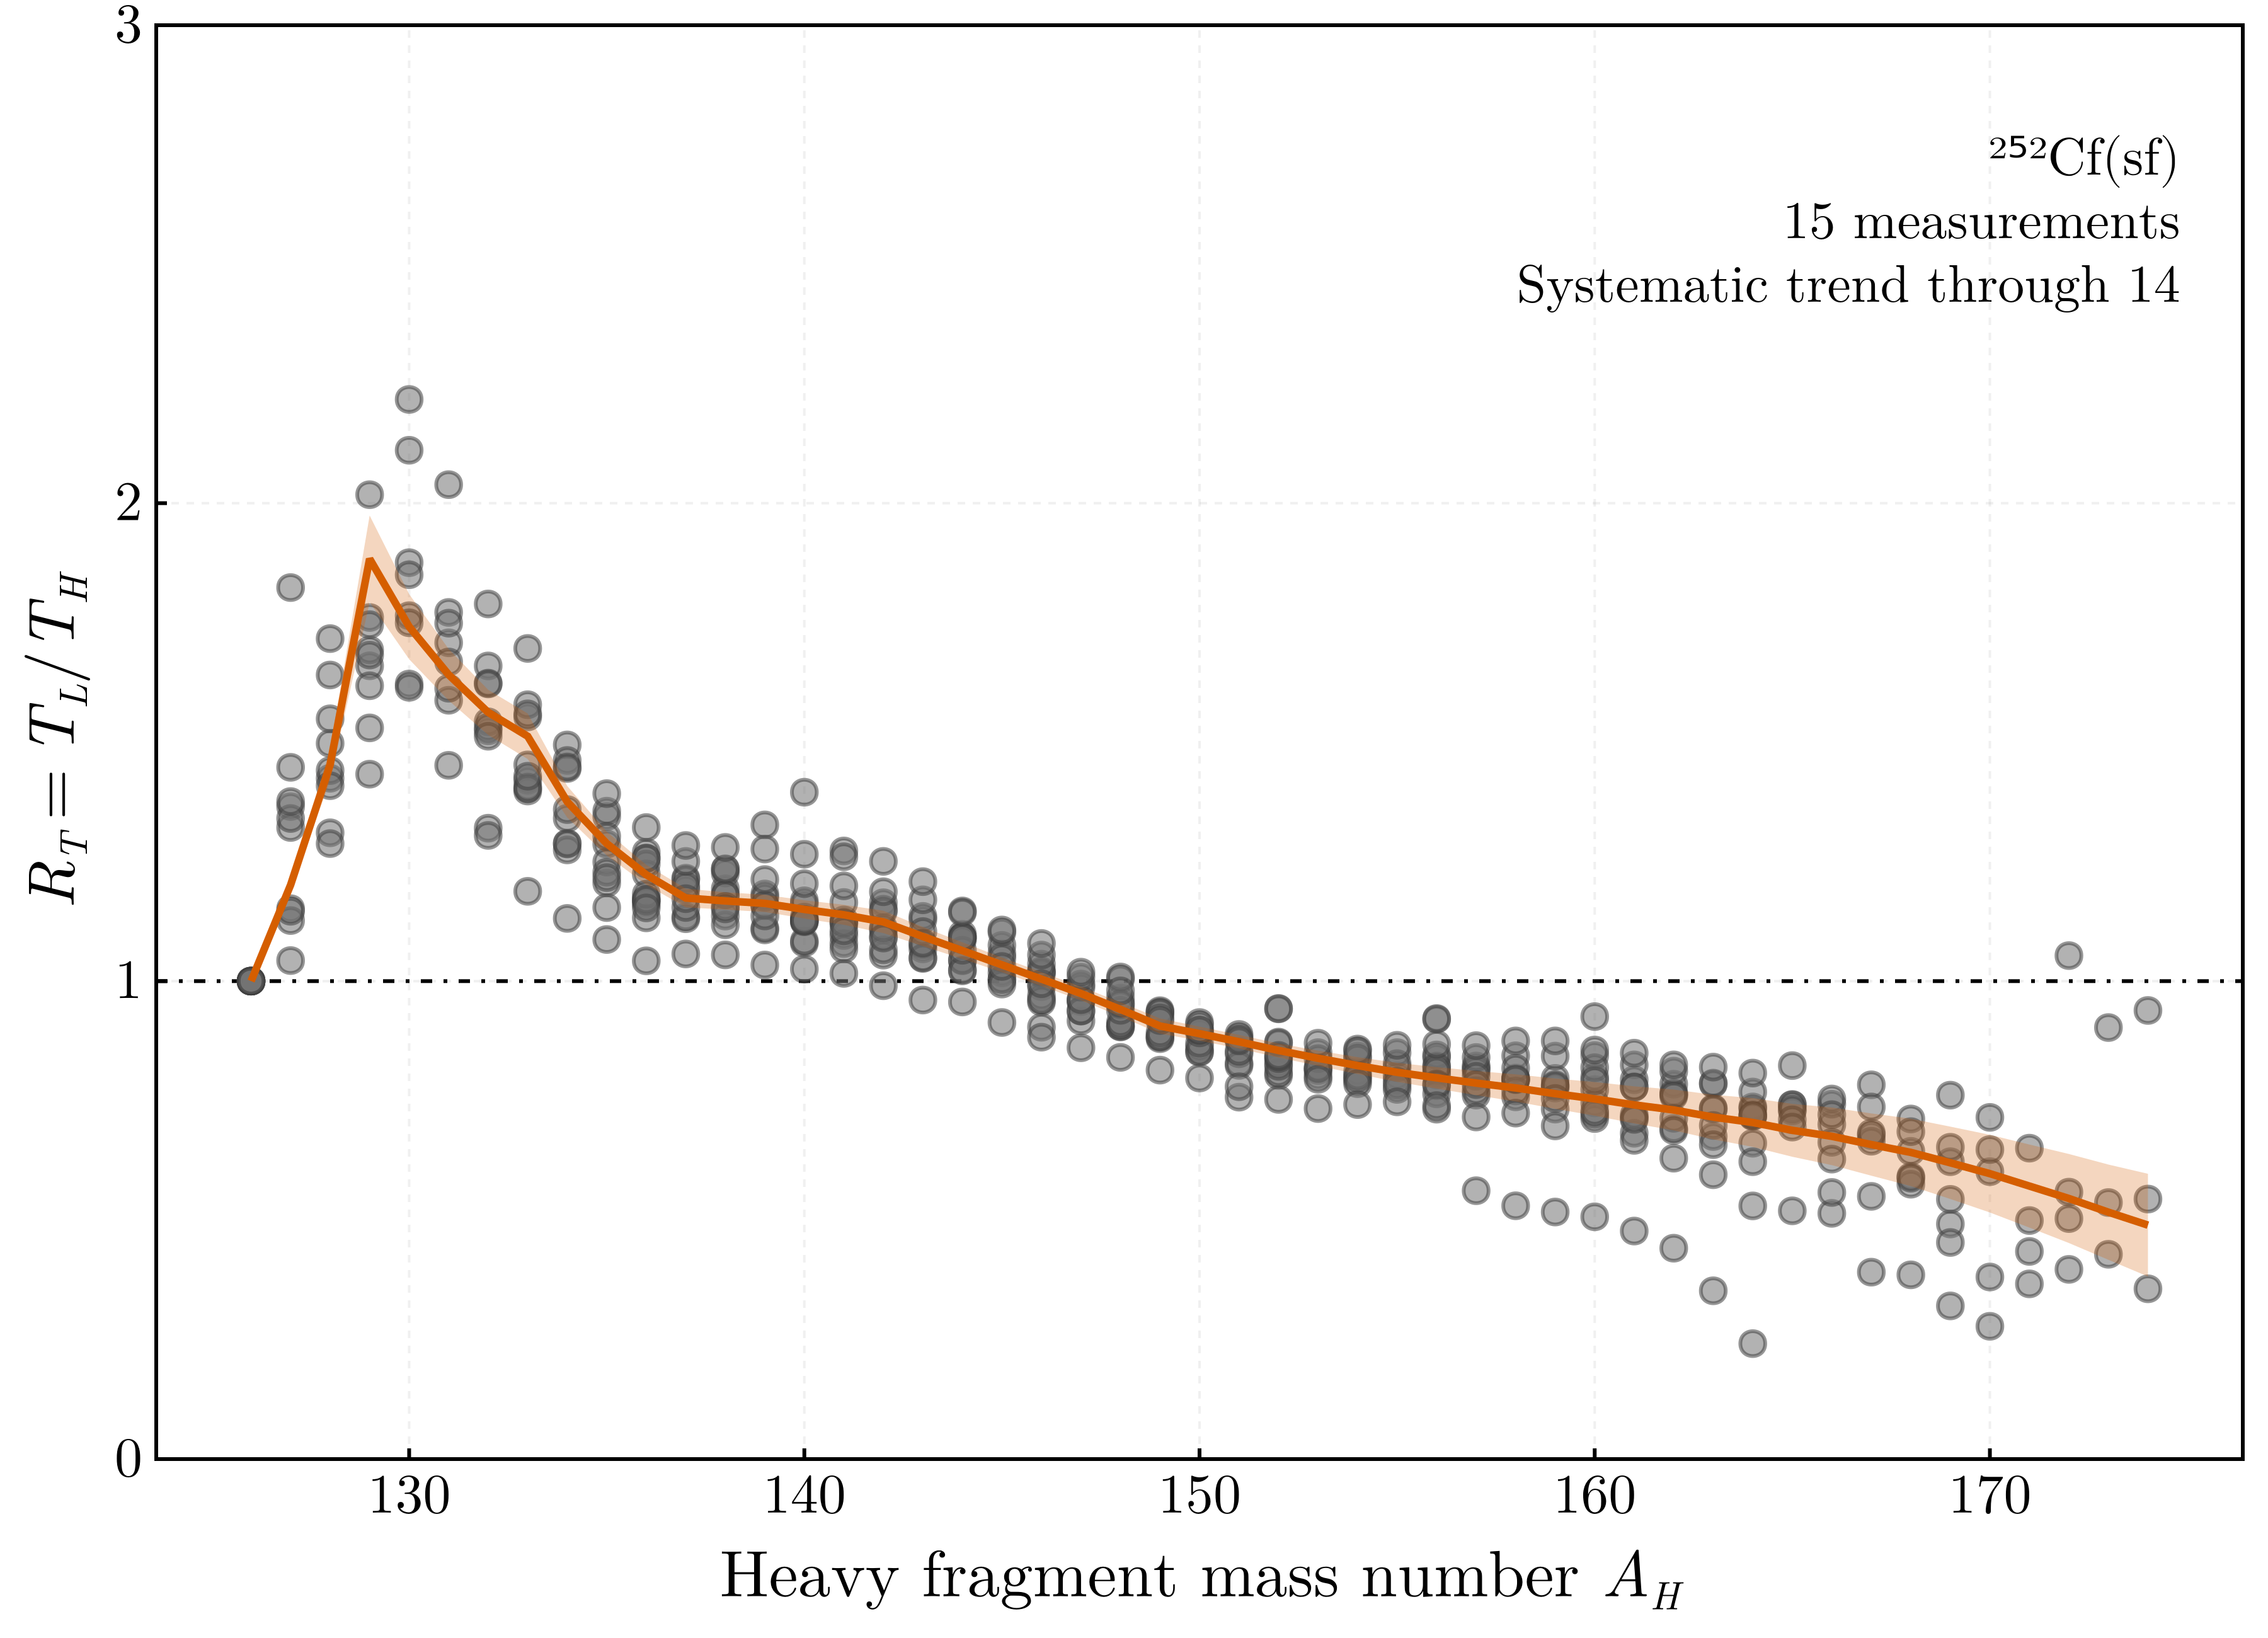 3
2
1
0
R_T = T_L / T_H
²⁵²Cf(sf)
15 measurements
Systematic trend through 14
130 140 150 160 170
Heavy fragment mass number A_H